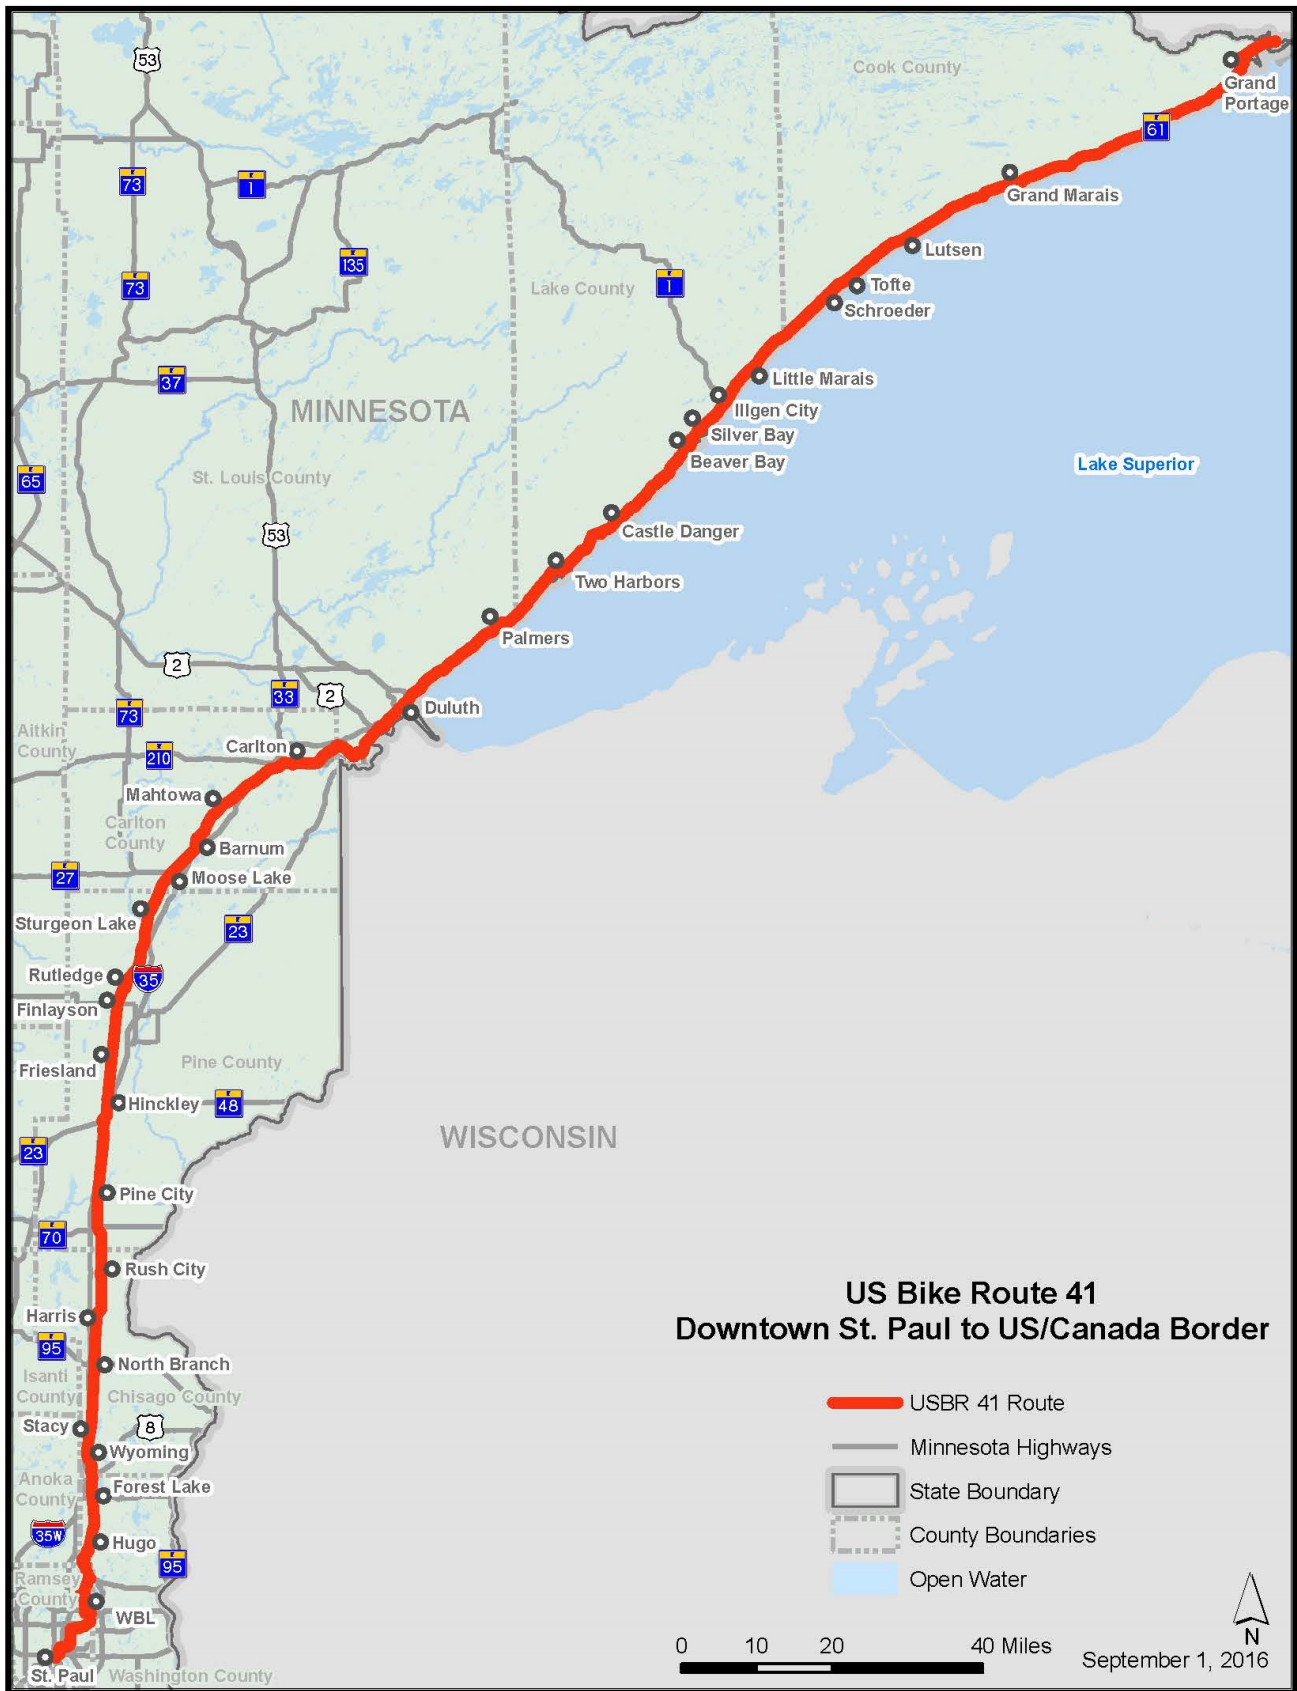 53
Cook County
Grand
Portage
61
73
1
Grand Marais
135
Lutsen
73
Lake County
1
Tofte
Schroeder
37
Little Marais
MINNESOTA
Illgen City
Silver Bay
Beaver Bay
Lake Superior
65
St. Louis County
53
Castle Danger
Two Harbors
Palmers
2
33
2
73
Duluth
Aitkin
County
Carlton
210
Mahtowa
Carlton
County
Barnum
27
Moose Lake
Sturgeon Lake
23
Rutledge
35
Finlayson
Friesland
Pine County
Hinckley
48
23
WISCONSIN
Pine City
70
Rush City
Harris
95
North Branch
Isanti
County
Chisago County
Stacy
8
Wyoming
Anoka
County
Forest Lake
35W
Hugo
95
Ramsey
County
WBL
St. Paul
Washington County
US Bike Route 41
Downtown St. Paul to US/Canada Border
USBR 41 Route
Minnesota Highways
State Boundary
County Boundaries
Open Water
0 10 20 40 Miles
N
September 1, 2016